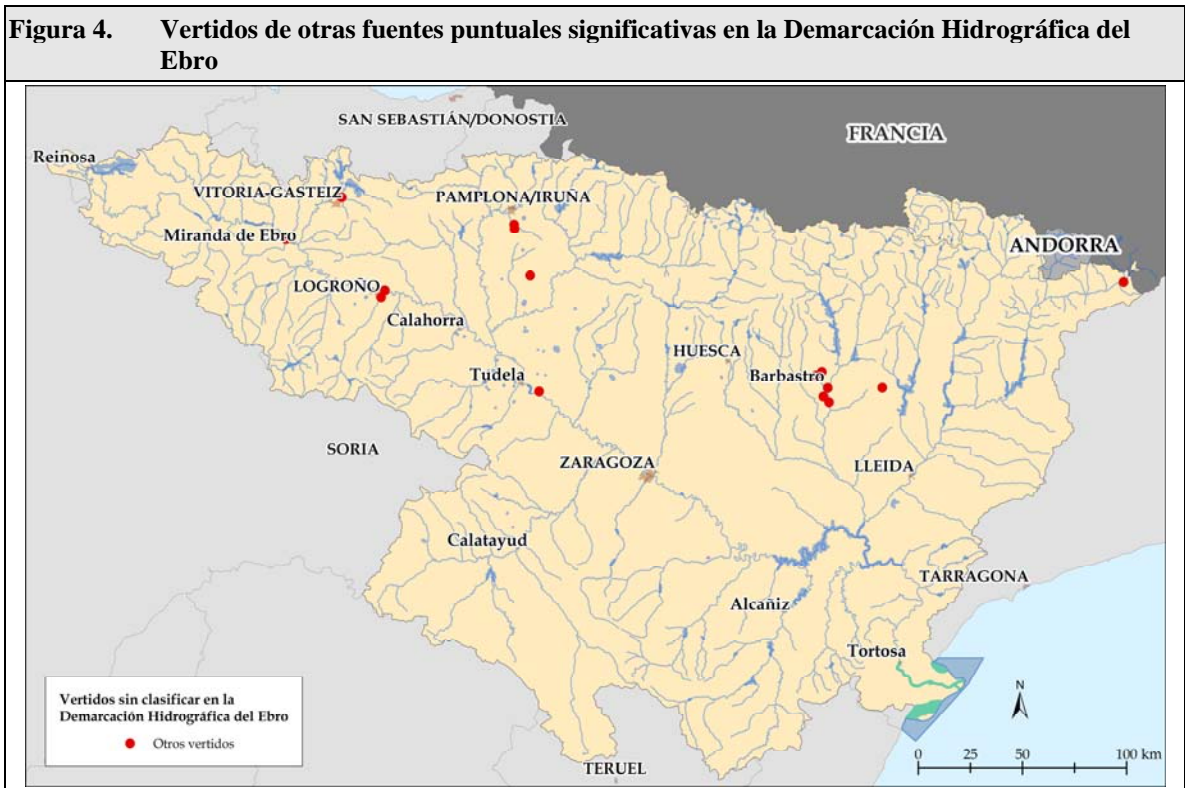 Figura 4. Vertidos de otras fuentes puntuales significativas en la Demarcación Hidrográfica del
Ebro
SAN SEBASTIÁN/DONOSTIA
FRANCIA
Reinosa
VITORIA-GASTEIZ
PAMPLONA/IRUÑA
Miranda de Ebro
ANDORRA
LOGROÑO
Calahorra
HUESCA
Tudela
Barbastro
SORIA
ZARAGOZA
LLEIDA
Calatayud
TARRAGONA
Alcañiz
Tortosa
Vertidos sin clasificar en la
Demarcación Hidrográfica del Ebro
Otros vertidos
N
0 25 50 100 km
TERUEL